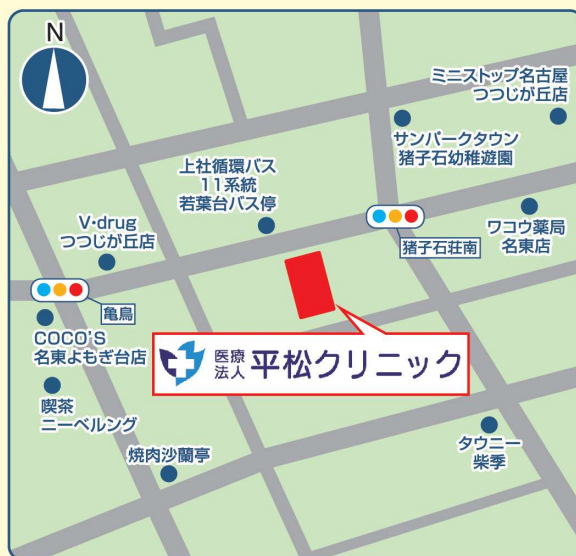 N
ミニストップ名古屋
つつじが丘店
サンパークタウン
猪子石幼稚遊園
上社循環バス
11系統
若葉台バス停
V・drug
つつじが丘店
ワコウ薬局
名東店
猪子石荘南
亀鳥
COCO'S
名東よもぎ台店
医療
法人
平松クリニック
喫茶
ニーベルング
焼肉沙蘭亭
タウニー
柴季